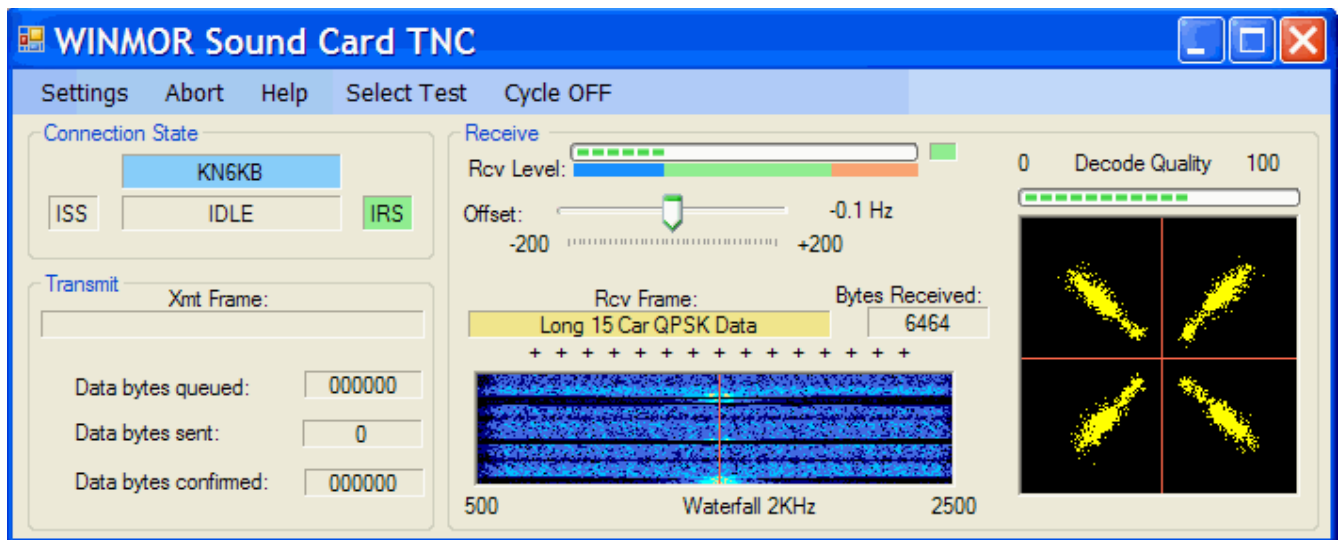 WINMOR Sound Card TNC
Settings Abort Help Select Test Cycle OFF
Connection State
KN6KB
ISS IDLE IRS
Transmit
Xmt Frame:
Data bytes queued: 000000
Data bytes sent: 0
Data bytes confirmed: 000000
Receive
Rcv Level:
Offset: -0.1 Hz
-200 +200
Rcv Frame: Bytes Received:
Long 15 Car QPSK Data 6464
+ + + + + + + + + + + + + + +
500 Waterfall 2KHz 2500
0 Decode Quality 100